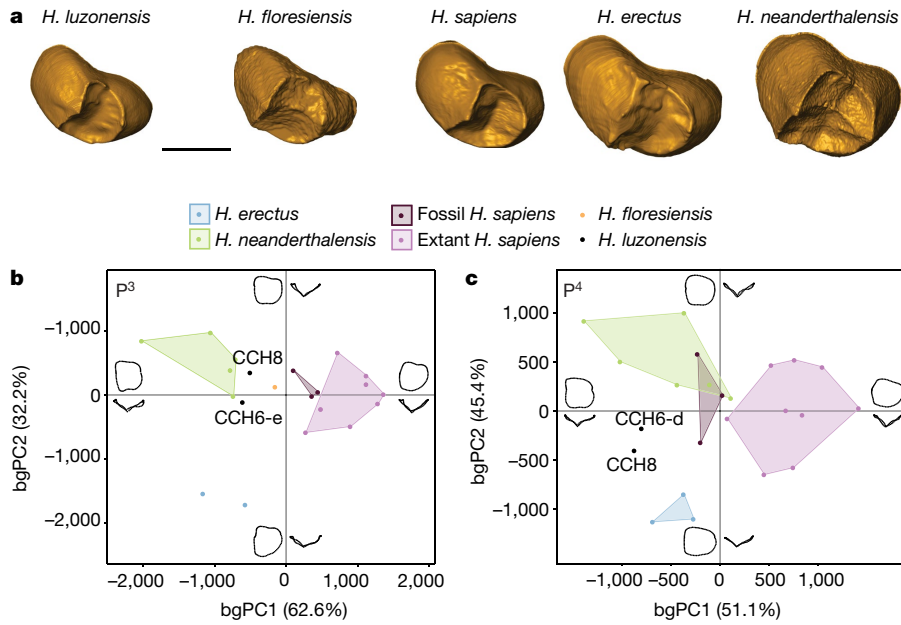 a
H. luzonensis H. floresiensis H. sapiens H. erectus H. neanderthalensis
H. erectus Fossil H. sapiens H. floresiensis
H. neanderthalensis Extant H. sapiens H. luzonensis
b
P³
−1,000
0
−1,000
−2,000
bgPC2 (32.2%)
CCH8
CCH6-e
−2,000 −1,000 0 1,000 2,000
bgPC1 (62.6%)
c
P⁴
1,000
500
0
−500
−1,000
bgPC2 (45.4%)
CCH6-d
CCH8
−1,000 −500 0 500 1,000
bgPC1 (51.1%)